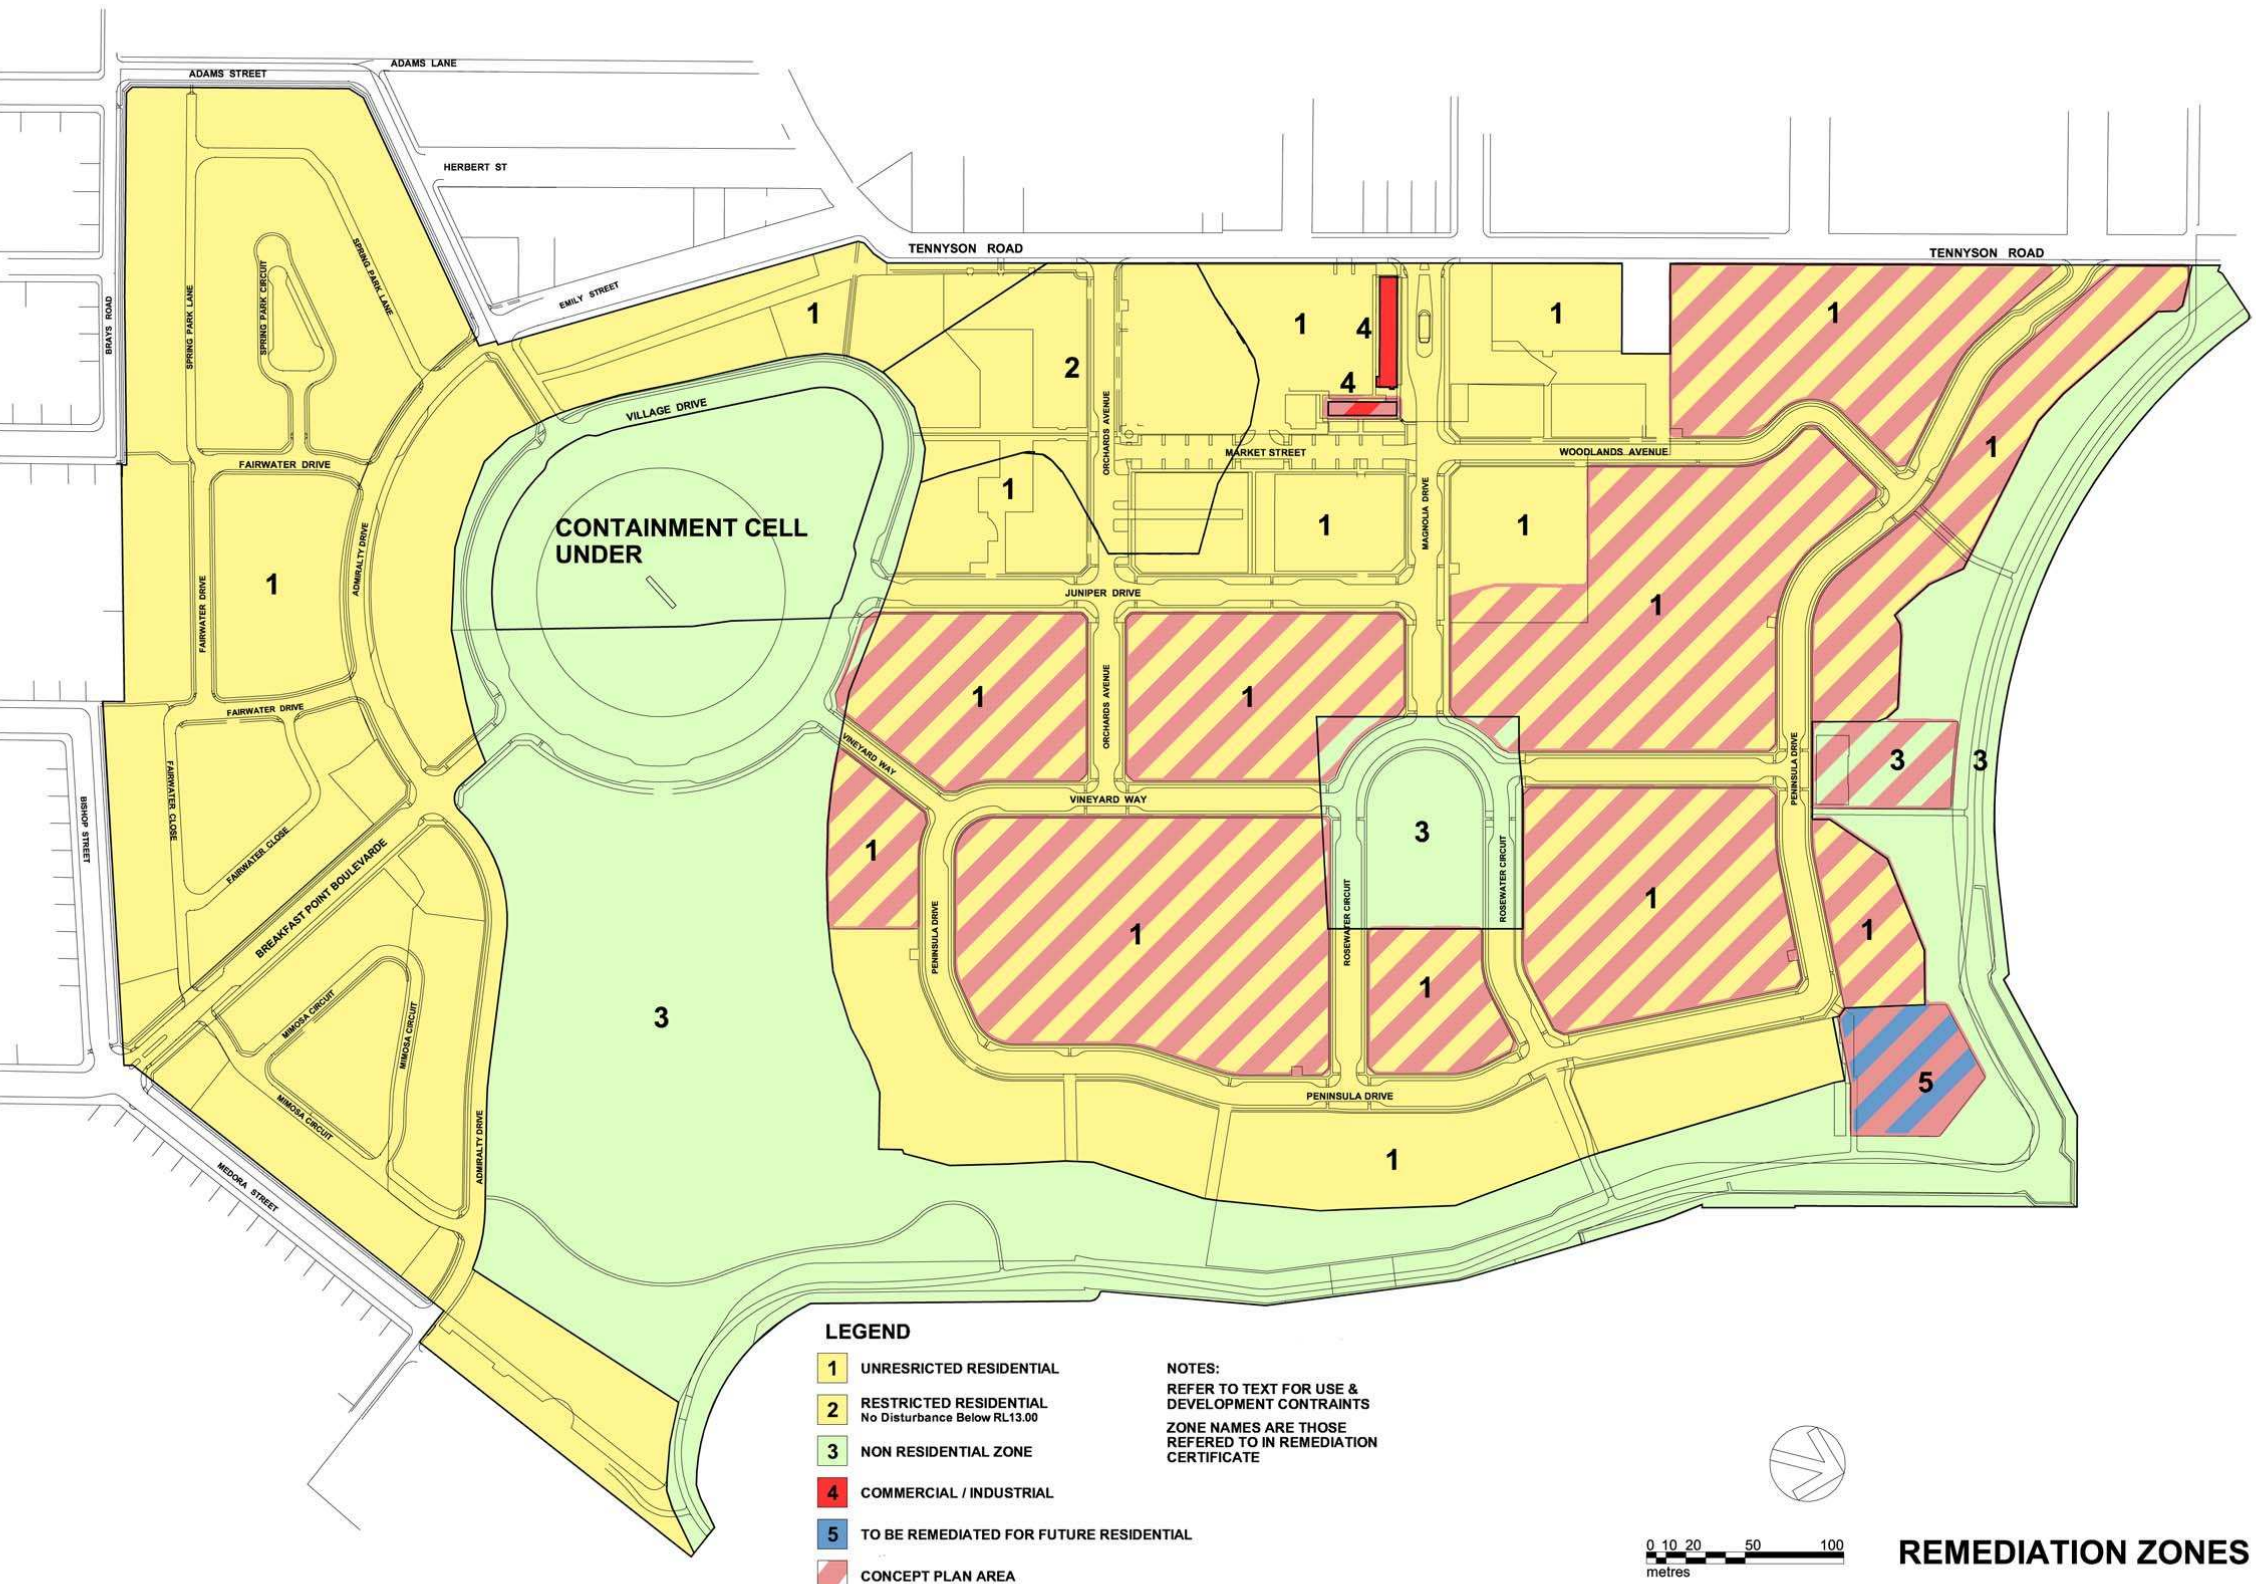 ADAMS LANE
ADAMS STREET
HERBERT ST
TENNYSON ROAD
TENNYSON ROAD
EMILY STREET
BRAYS ROAD
SPRING PARK LANE
SPRING PARK CIRCUIT
SPRING PARK LANE
1
1
4
1
1
2
4
VILLAGE DRIVE
ORCHARDS AVENUE
MARKET STREET
WOODLANDS AVENUE
1
FAIRWATER DRIVE
1
CONTAINMENT CELL
UNDER
1
1
MAGNOLIA DRIVE
ADMIRALTY DRIVE
1
FAIRWATER DRIVE
JUNIPER DRIVE
1
1
1
ORCHARDS AVENUE
FAIRWATER DRIVE
VINEYARD WAY
PENINSULA DRIVE
3
3
FAIRWATER CLOSE
BISHOP STREET
VINEYARD WAY
3
1
FAIRWATER CLOSE
BREAKFAST POINT BOULEVARDE
ROSEWATER CIRCUIT
ROSEWATER CIRCUIT
PENINSULA DRIVE
1
1
1
1
3
MIMOSA CIRCUIT
MIMOSA CIRCUIT
MIMOSA CIRCUIT
5
PENINSULA DRIVE
ADMIRALTY DRIVE
1
MEDORA STREET
LEGEND
1 UNRESRICTED RESIDENTIAL
2 RESTRICTED RESIDENTIAL
No Disturbance Below RL13.00
3 NON RESIDENTIAL ZONE
4 COMMERCIAL / INDUSTRIAL
5 TO BE REMEDIATED FOR FUTURE RESIDENTIAL
CONCEPT PLAN AREA
NOTES:
REFER TO TEXT FOR USE &
DEVELOPMENT CONTRAINTS
ZONE NAMES ARE THOSE
REFERED TO IN REMEDIATION
CERTIFICATE
0 10 20 50 100
metres
REMEDIATION ZONES